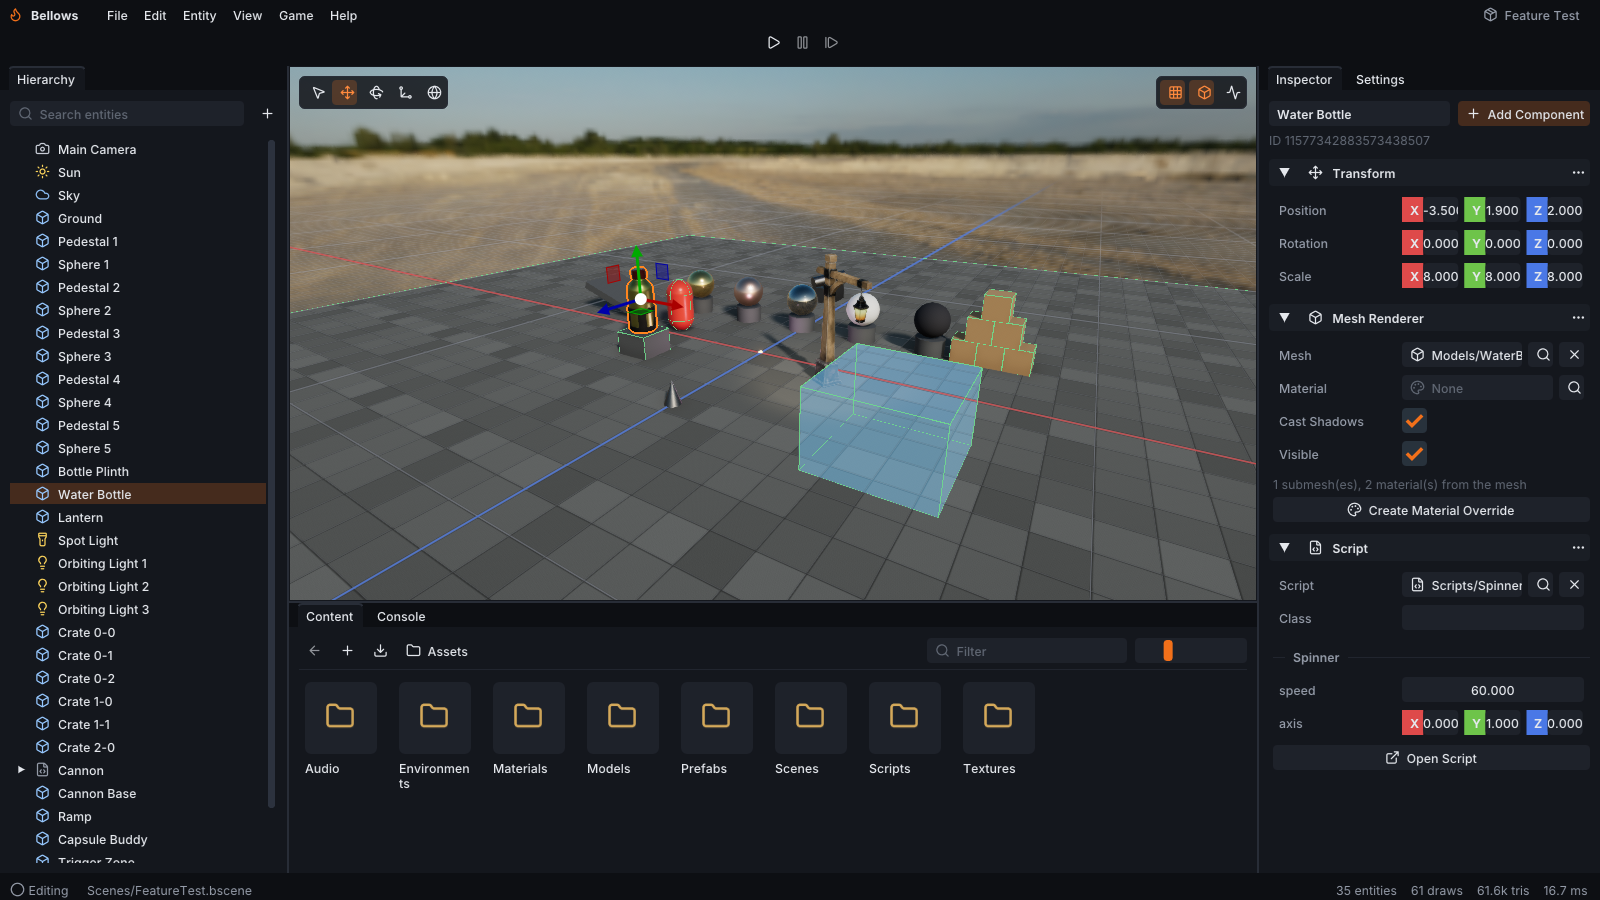 Bellows File Edit Entity View Game Help Feature Test
Hierarchy
Search entities
Main Camera
Sun
Sky
Ground
Pedestal 1
Sphere 1
Pedestal 2
Sphere 2
Pedestal 3
Sphere 3
Pedestal 4
Sphere 4
Pedestal 5
Sphere 5
Bottle Plinth
Water Bottle
Lantern
Spot Light
Orbiting Light 1
Orbiting Light 2
Orbiting Light 3
Crate 0-0
Crate 0-1
Crate 0-2
Crate 1-0
Crate 1-1
Crate 2-0
Cannon
Cannon Base
Ramp
Capsule Buddy
Trigger Zone
Content Console
Assets
Filter
Audio
Environmen
ts
Materials
Models
Prefabs
Scenes
Scripts
Textures
Inspector Settings
Water Bottle
Add Component
ID 11577342883573438507
Transform
Position X -3.50 Y 1.900 Z 2.000
Rotation X 0.000 Y 0.000 Z 0.000
Scale X 8.000 Y 8.000 Z 8.000
Mesh Renderer
Mesh Models/WaterB
Material None
Cast Shadows
Visible
1 submesh(es), 2 material(s) from the mesh
Create Material Override
Script
Script Scripts/Spinner
Class
Spinner
speed 60.000
axis X 0.000 Y 1.000 Z 0.000
Open Script
Editing Scenes/FeatureTest.bscene
35 entities 61 draws 61.6k tris 16.7 ms